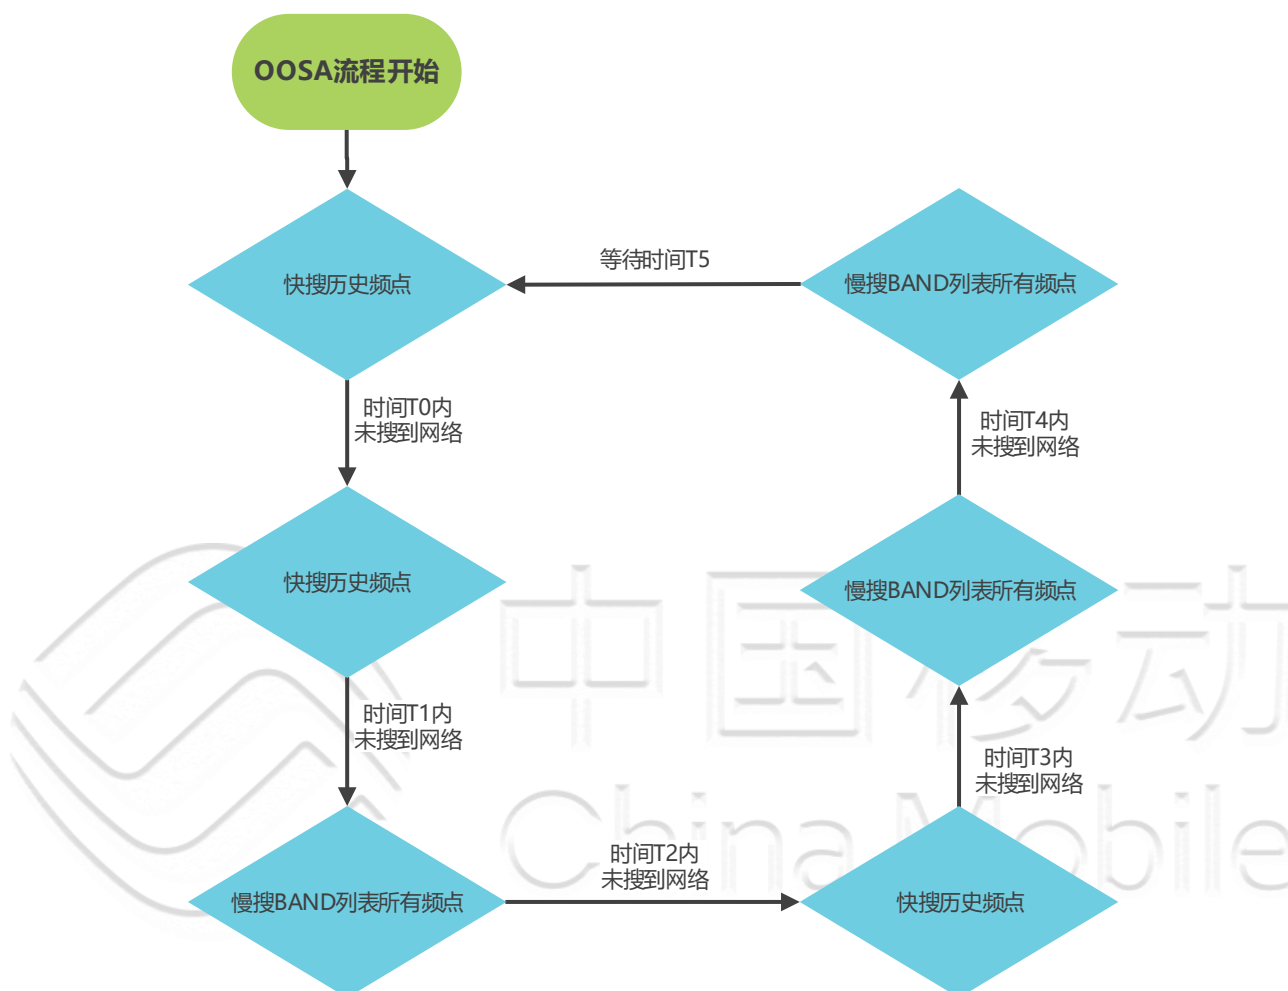 OOSA流程开始
快搜历史频点
时间T0内
未搜到网络
快搜历史频点
时间T1内
未搜到网络
慢搜BAND列表所有频点
时间T2内
未搜到网络
快搜历史频点
时间T3内
未搜到网络
慢搜BAND列表所有频点
时间T4内
未搜到网络
慢搜BAND列表所有频点
等待时间T5
中国移动
China Mobile